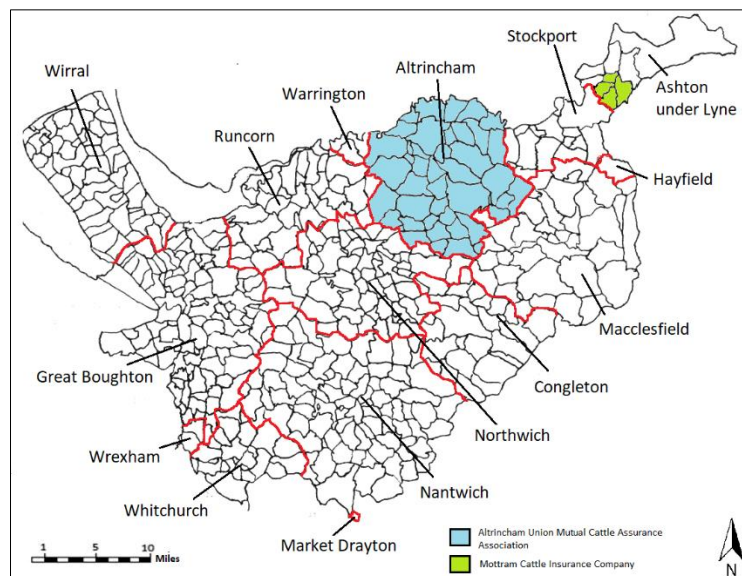 Stockport
Wirral
Altrincham
Warrington
Ashton
under Lyne
Runcorn
Hayfield
Macclesfield
Great Boughton
Congleton
Northwich
Wrexham
Nantwich
Whitchurch
Market Drayton
Altrincham Union Mutual Cattle Assurance
Association
Mottram Cattle Insurance Company
0 5 10
Miles
N